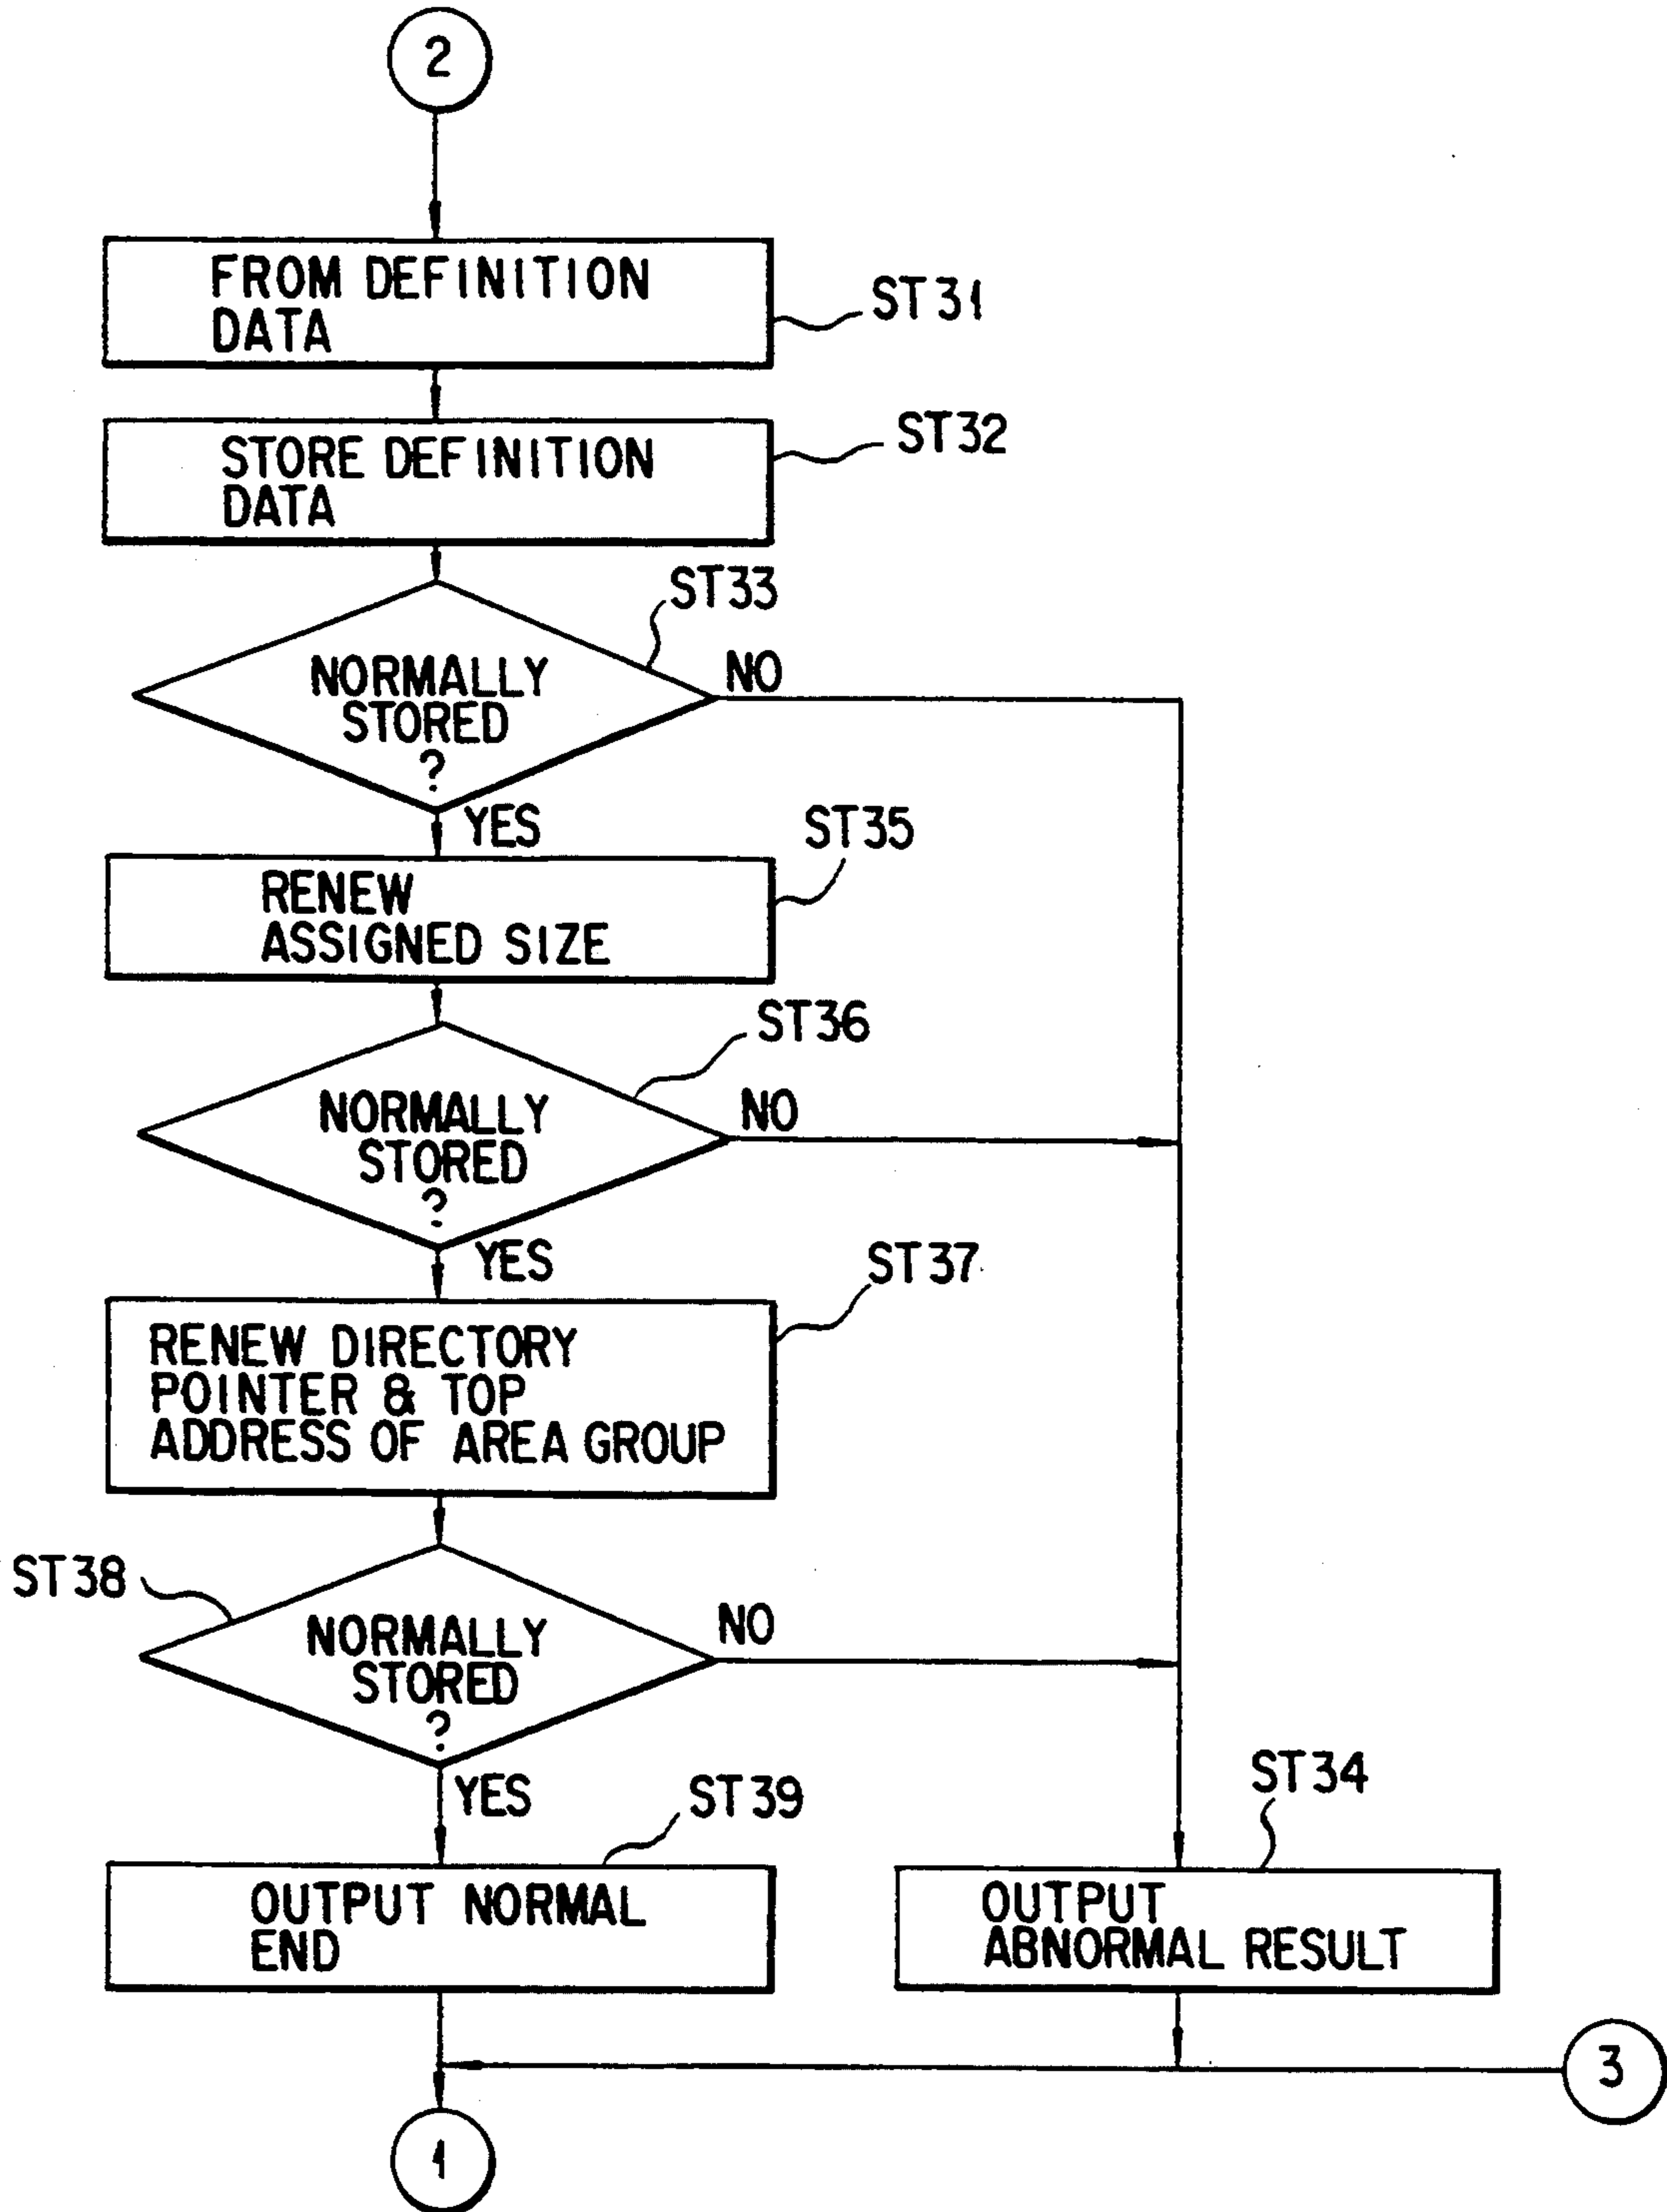 2
FROM DEFINITION
DATA
ST31
STORE DEFINITION
DATA
ST32
ST33
NORMALLY
STORED
?
NO
YES
ST35
RENEW
ASSIGNED SIZE
ST36
NORMALLY
STORED
?
NO
YES
ST37
RENEW DIRECTORY
POINTER & TOP
ADDRESS OF AREA GROUP
ST38
NORMALLY
STORED
?
NO
YES
ST39
ST34
OUTPUT NORMAL
END
OUTPUT
ABNORMAL RESULT
3
1